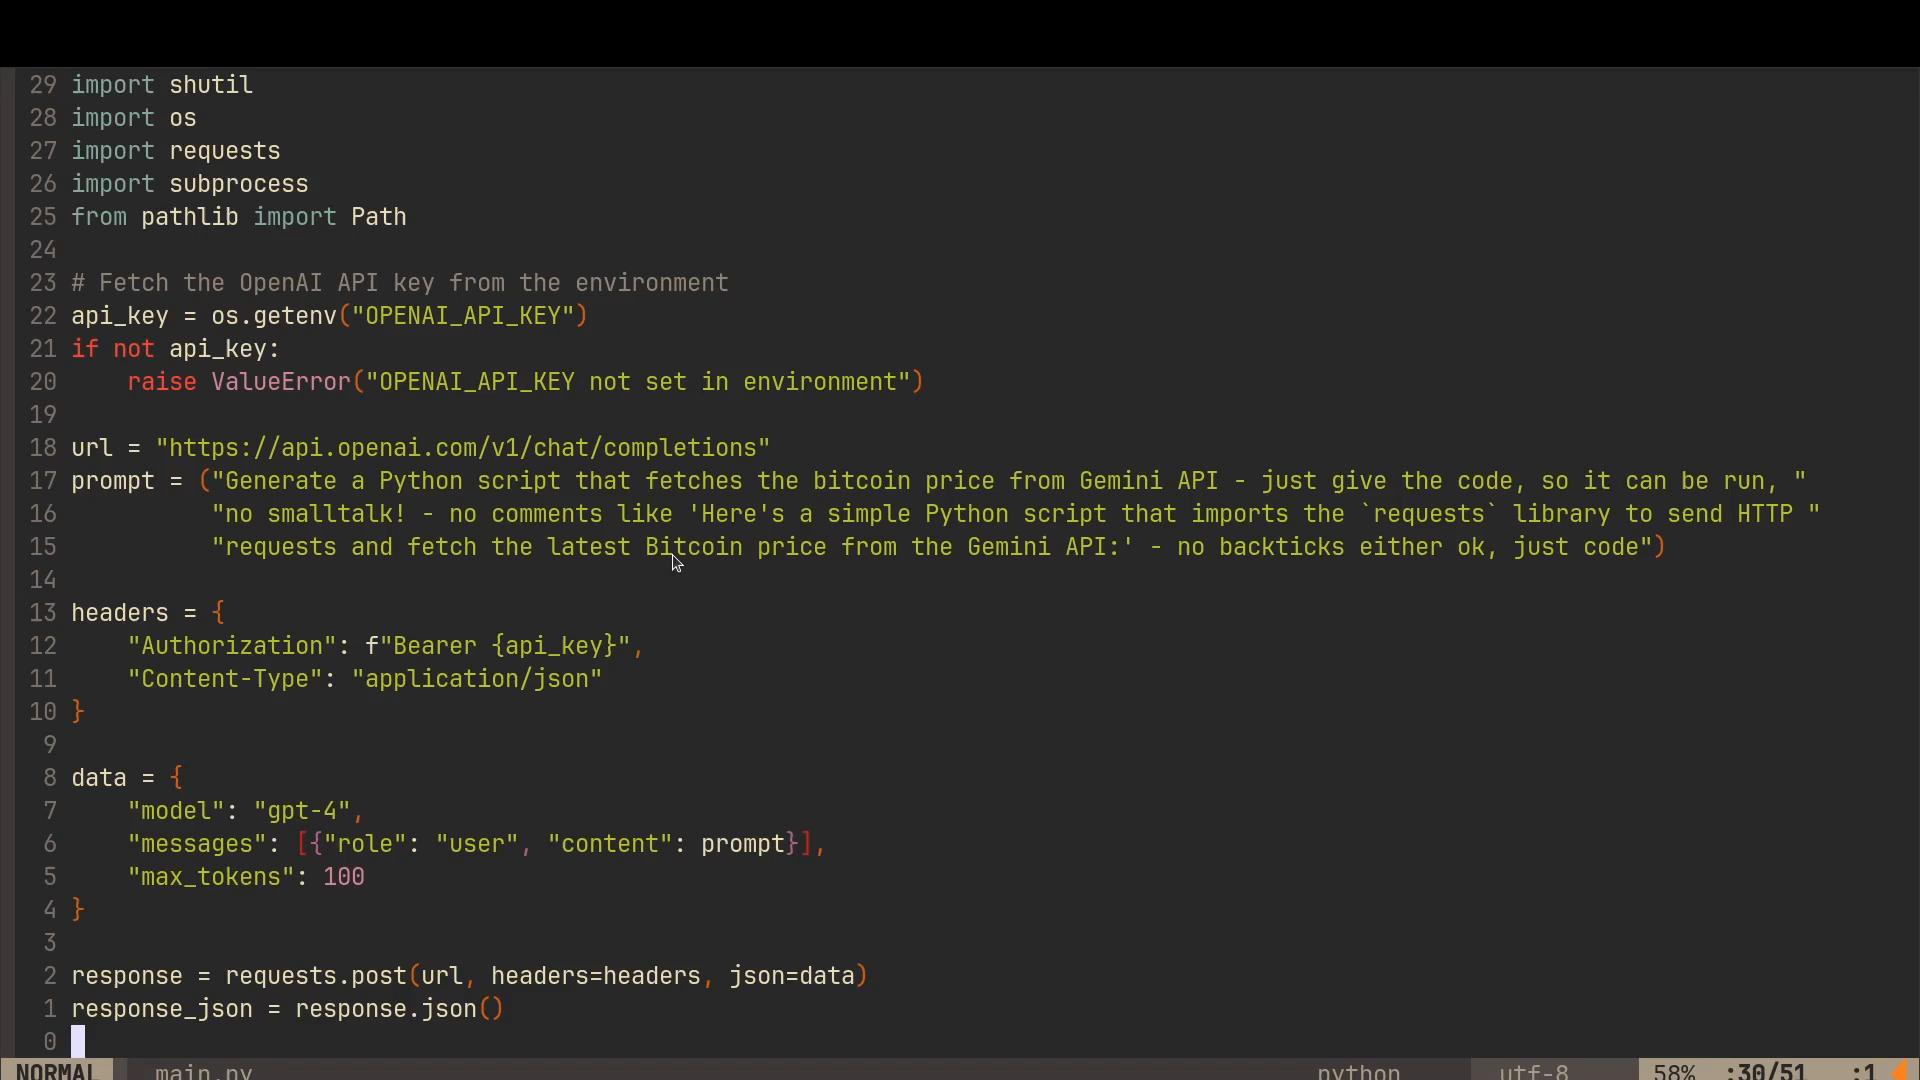 29 import shutil
28 import os
27 import requests
26 import subprocess
25 from pathlib import Path
24
23 # Fetch the OpenAI API key from the environment
22 api_key = os.getenv("OPENAI_API_KEY")
21 if not api_key:
20     raise ValueError("OPENAI_API_KEY not set in environment")
19
18 url = "https://api.openai.com/v1/chat/completions"
17 prompt = ("Generate a Python script that fetches the bitcoin price from Gemini API - just give the code, so it can be run, "
16           "no smalltalk! - no comments like 'Here's a simple Python script that imports the `requests` library to send HTTP "
15           "requests and fetch the latest Bitcoin price from the Gemini API:' - no backticks either ok, just code")
14
13 headers = {
12     "Authorization": f"Bearer {api_key}",
11     "Content-Type": "application/json"
10 }
9
8 data = {
7     "model": "gpt-4",
6     "messages": [{"role": "user", "content": prompt}],
5     "max_tokens": 100
4 }
3
2 response = requests.post(url, headers=headers, json=data)
1 response_json = response.json()
0
NORMAL main.py python utf-8 58% :30/51 :1